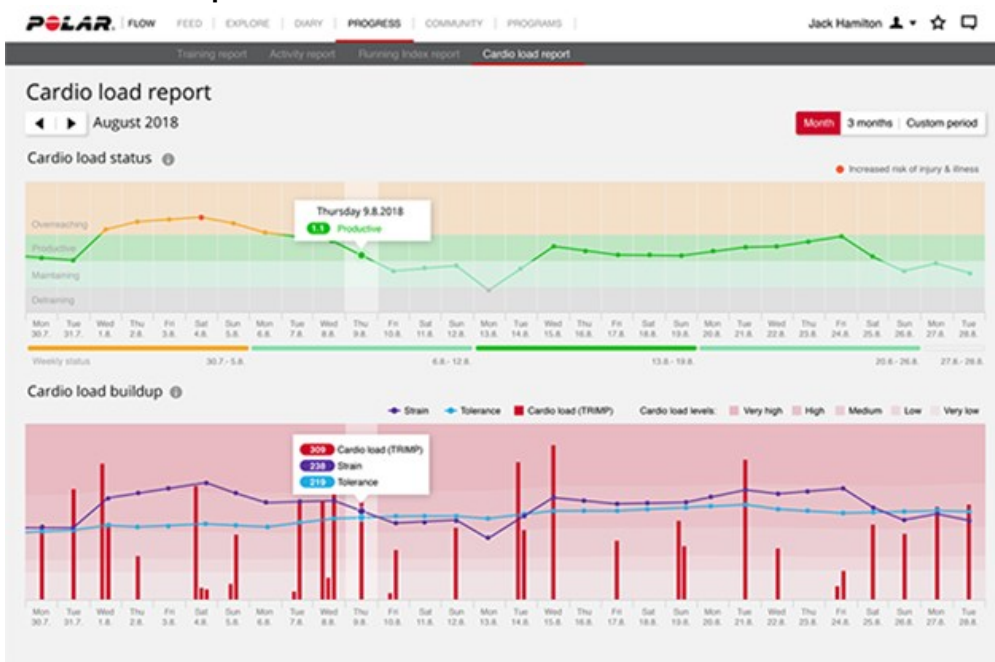 POLAR. FLOW FEED EXPLORE DIARY PROGRESS COMMUNITY PROGRAMS Jack Hamilton
Training report Activity report Running Index report Cardio load report
Cardio load report
August 2018 Month 3 months Custom period
Cardio load status
Increased risk of injury & illness
Thursday 9.8.2018
1.1 Productive
Overreaching
Productive
Maintaining
Detraining
Mon Tue Wed Thu Fri Sat Sun Mon Tue Wed Thu Fri Sat Sun Mon Tue Wed Thu Fri Sat Sun Mon Tue Wed Thu Fri Sat Sun Mon Tue
30.7. 31.7. 1.8. 2.8. 3.8. 4.8. 5.8. 6.8. 7.8. 8.8. 9.8. 10.8. 11.8. 12.8. 13.8. 14.8. 15.8. 16.8. 17.8. 18.8. 19.8. 20.8. 21.8. 22.8. 23.8. 24.8. 25.8. 26.8. 27.8. 28.8.
Weekly status 30.7.- 5.8. 6.8.- 12.8. 13.8.- 19.8. 20.8.- 26.8. 27.8.- 28.8.
Cardio load buildup
Strain Tolerance Cardio load (TRIMP) Cardio load levels: Very high High Medium Low Very low
309 Cardio load (TRIMP)
238 Strain
219 Tolerance
Mon Tue Wed Thu Fri Sat Sun Mon Tue Wed Thu Fri Sat Sun Mon Tue Wed Thu Fri Sat Sun Mon Tue Wed Thu Fri Sat Sun Mon Tue
30.7. 31.7. 1.8. 2.8. 3.8. 4.8. 5.8. 6.8. 7.8. 8.8. 9.8. 10.8. 11.8. 12.8. 13.8. 14.8. 15.8. 16.8. 17.8. 18.8. 19.8. 20.8. 21.8. 22.8. 23.8. 24.8. 25.8. 26.8. 27.8. 28.8.